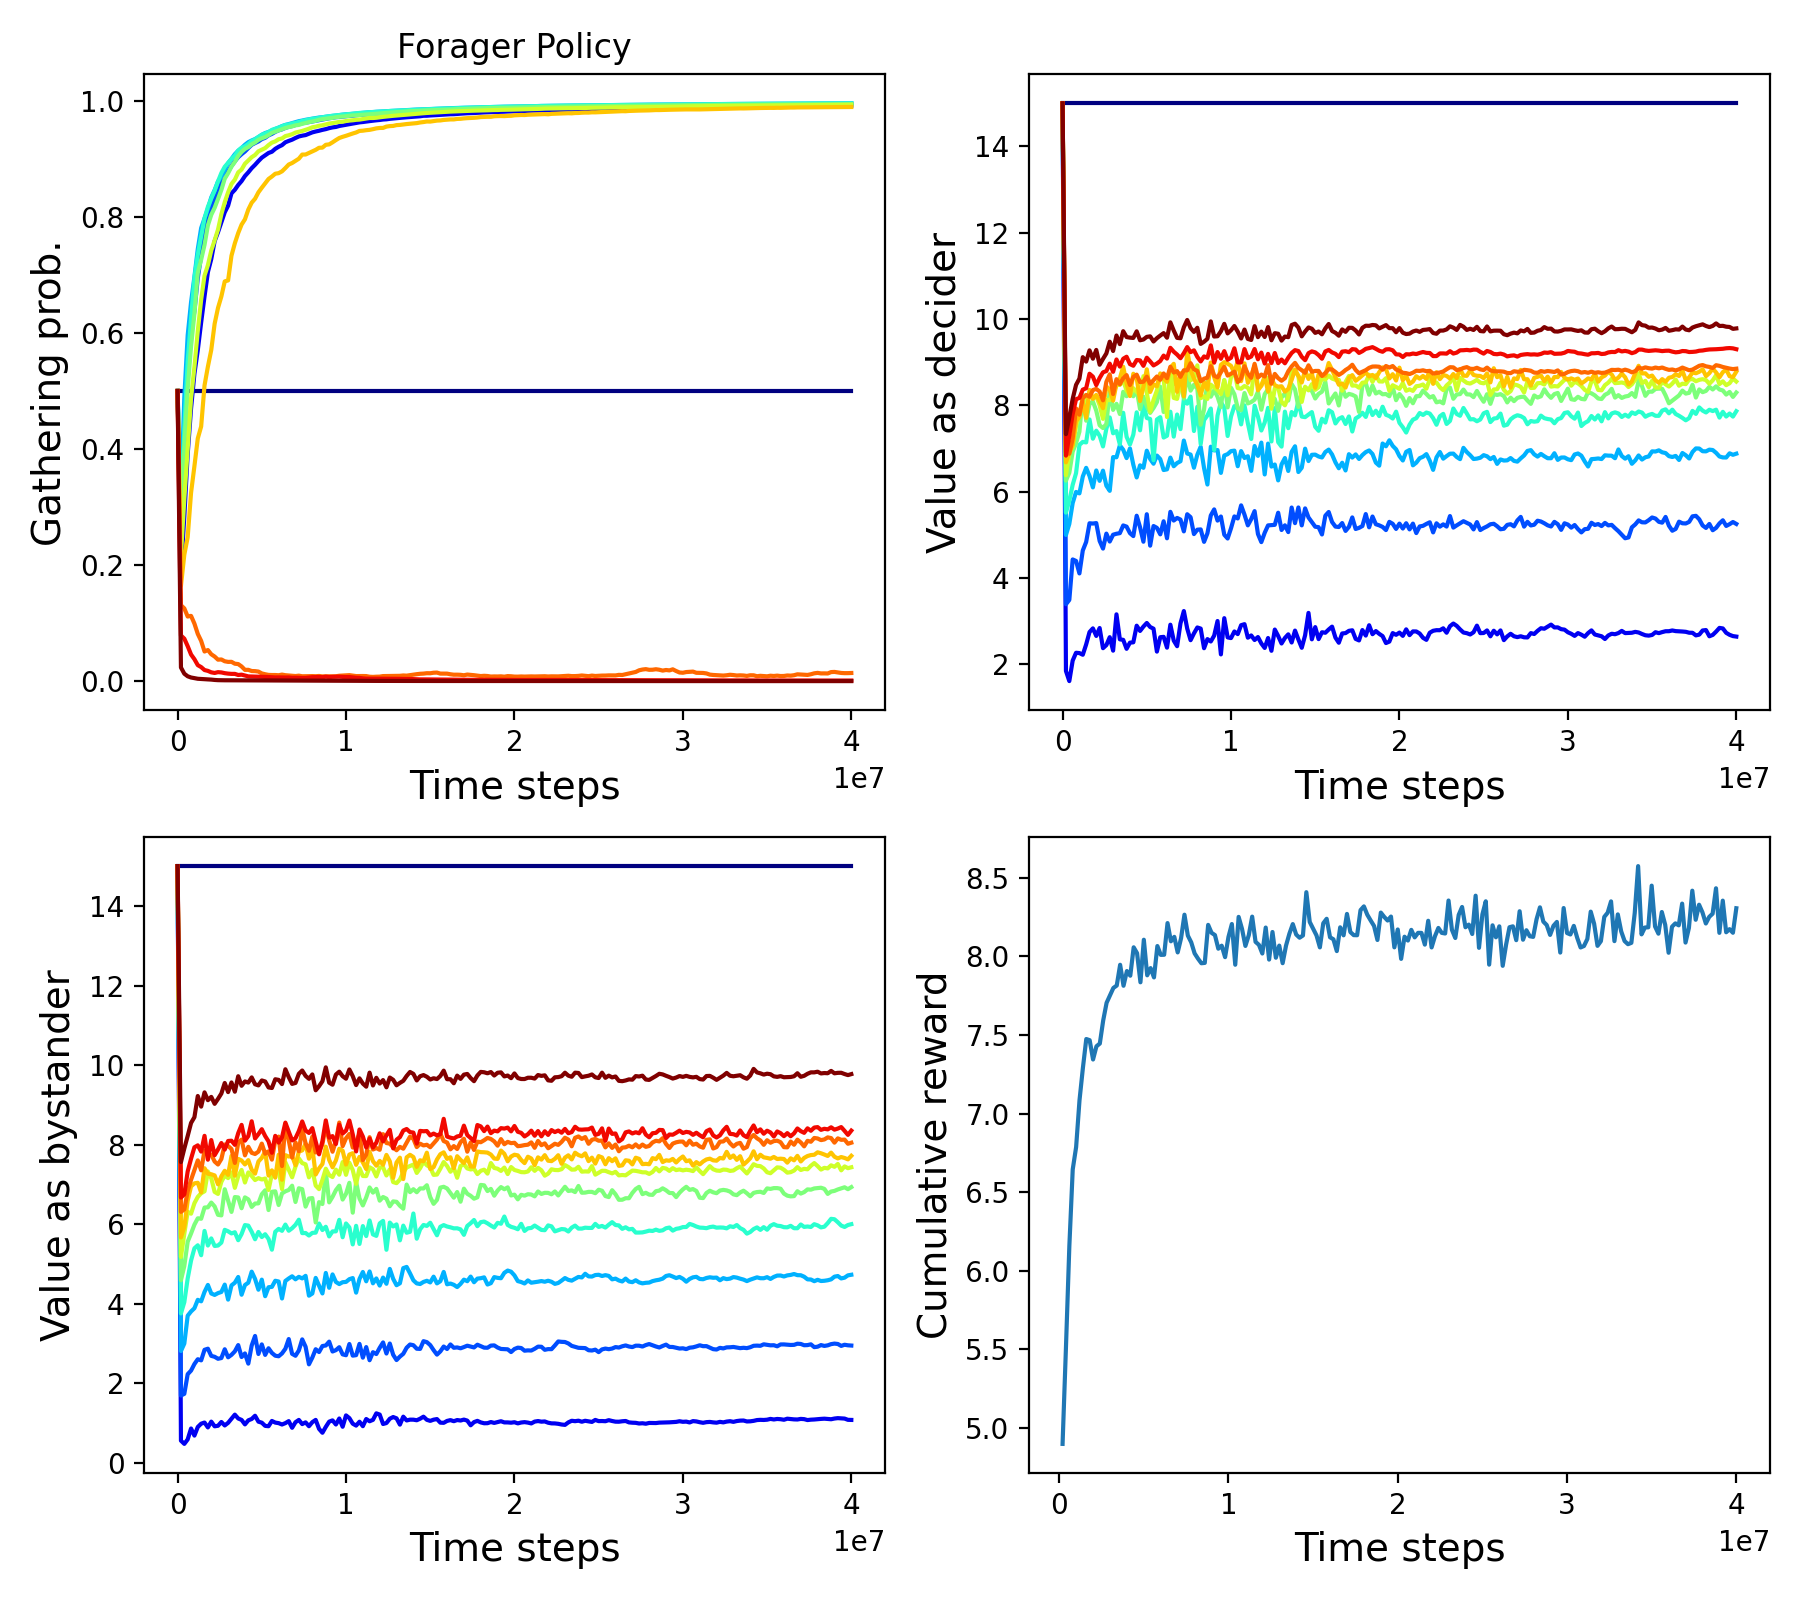 Forager Policy
Gathering prob.
1.0
0.8
0.6
0.4
0.2
0.0
0 1 2 3 4
1e7
Time steps
Value as decider
14
12
10
8
6
4
2
0 1 2 3 4
1e7
Time steps
Value as bystander
14
12
10
8
6
4
2
0
0 1 2 3 4
1e7
Time steps
Cumulative reward
8.5
8.0
7.5
7.0
6.5
6.0
5.5
5.0
0 1 2 3 4
1e7
Time steps